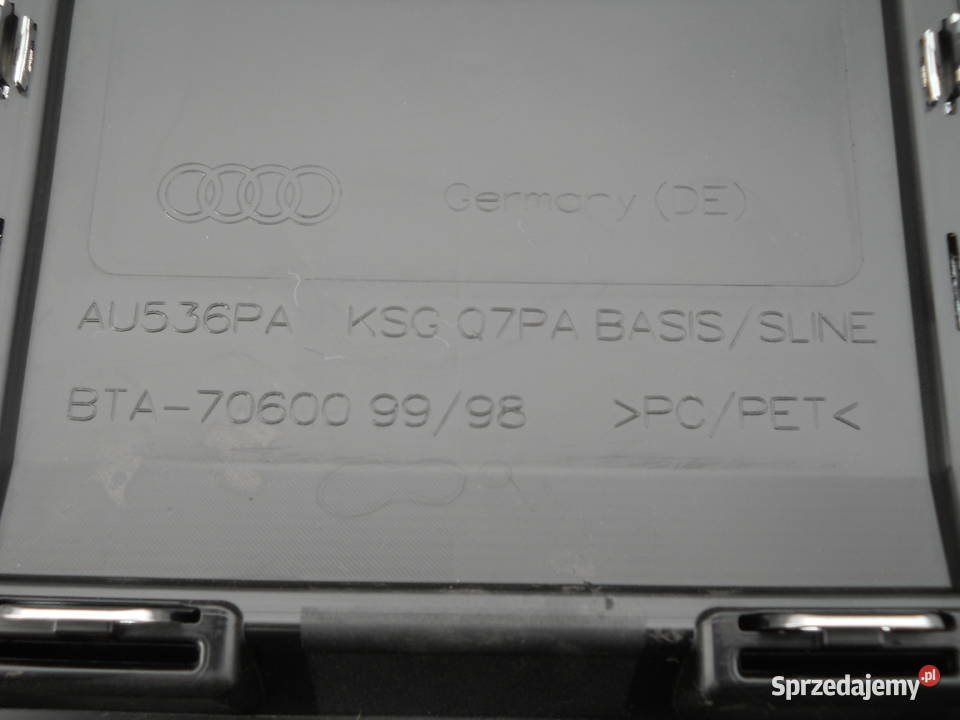 Germany (DE)
AU536PA KSG Q7PA BASIS/SLINE
BTA-70600 99/98 >PC/PET<
Sprzedajemy.pl